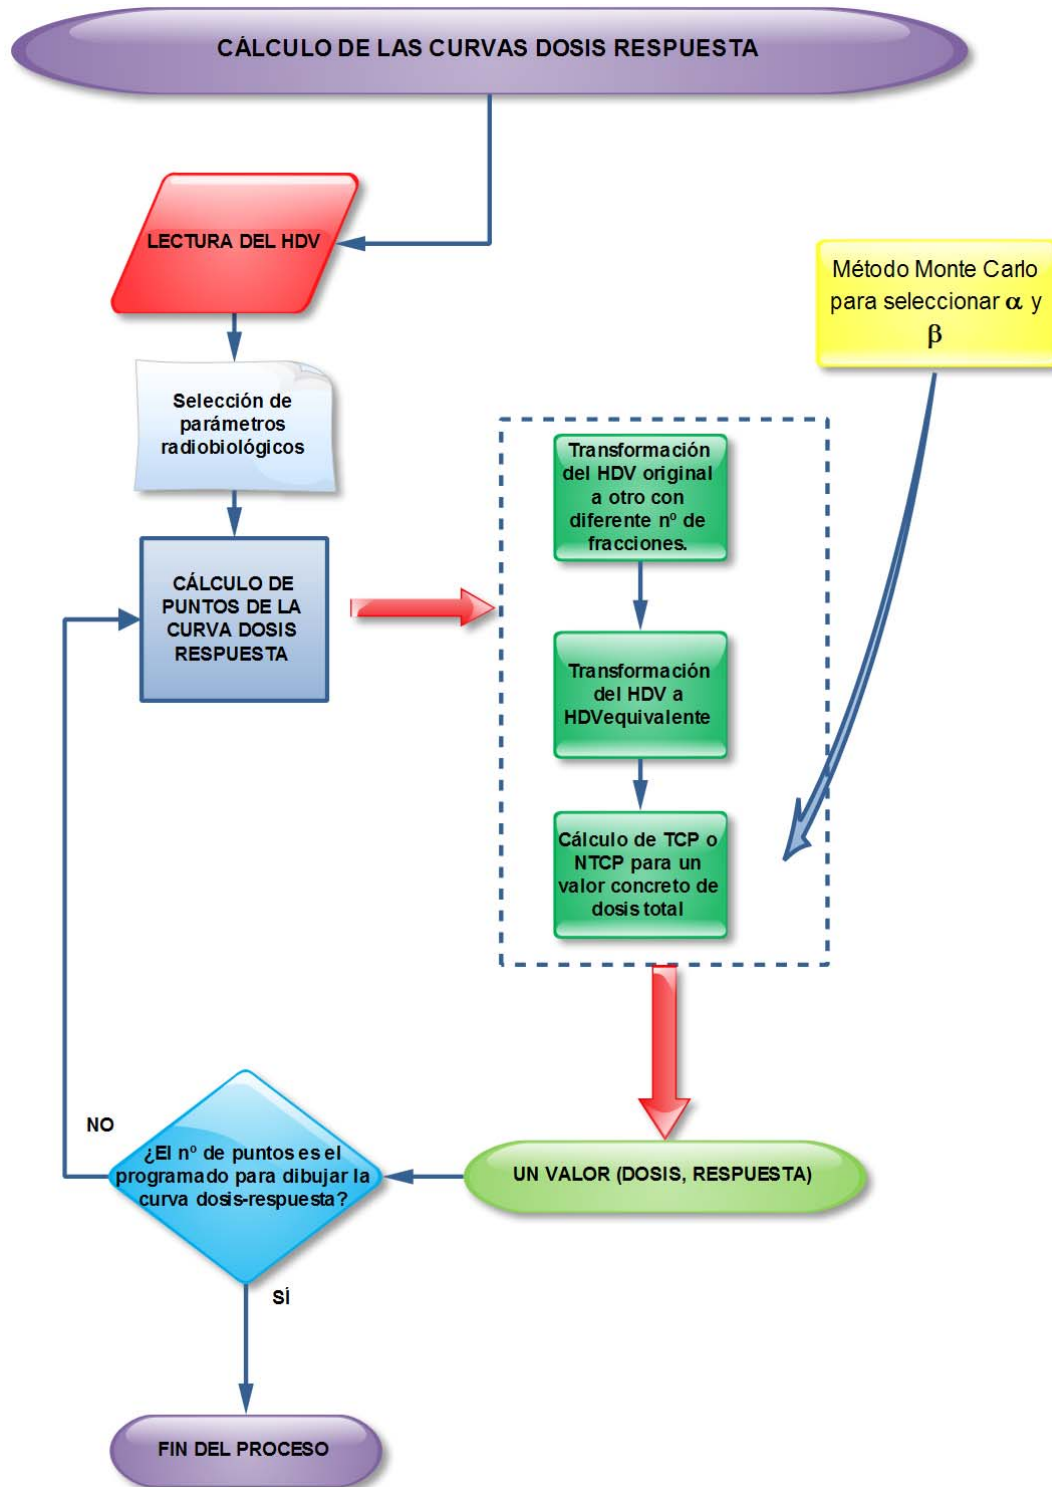 CÁLCULO DE LAS CURVAS DOSIS RESPUESTA
LECTURA DEL HDV
Método Monte Carlo
para seleccionar α y
β
Selección de
parámetros
radiobiológicos
Transformación
del HDV original
a otro con
diferente nº de
fracciones.
CÁLCULO DE
PUNTOS DE LA
CURVA DOSIS
RESPUESTA
Transformación
del HDV a
HDVequivalente
Cálculo de TCP o
NTCP para un
valor concreto de
dosis total
NO
¿El nº de puntos es el
programado para dibujar la
curva dosis-respuesta?
UN VALOR (DOSIS, RESPUESTA)
SÍ
FIN DEL PROCESO